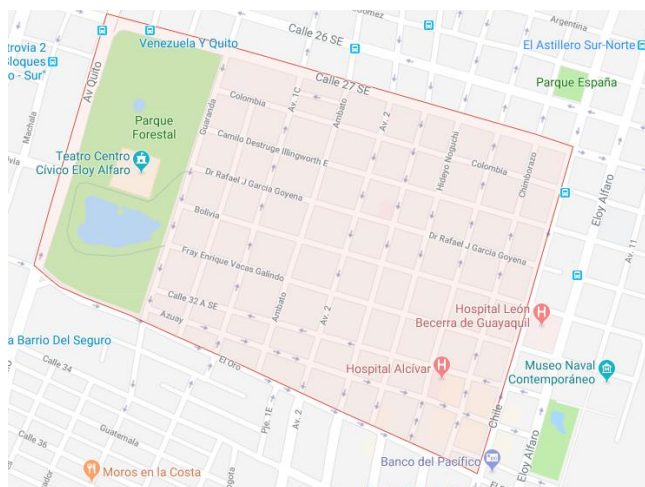 Gomez
Argentina
Calle 26 SE
trovia 2
Bloques
o - Sur"
Venezuela Y Quito
El Astillero Sur-Norte
Av Quito
Calle 27 SE
Parque España
Machala
Parque
Forestal
Guaranda
Colombia
Av. 1C
Ambato
Av. 2
Camilo Destruge Illingworth E
Hideyo Noguchi
Colombia
Chimborazo
Teatro Centro
Cívico Eloy Alfaro
Dr Rafael J Garcia Goyena
Eloy Alfaro
Bolivia
Dr Rafael J Garcia Goyena
Av. 11
Fray Enrique Vacas Galindo
Calle 32 A SE
Ambato
Av. 2
Azuay
Hospital León
Becerra de Guayaquil
a Barrio Del Seguro
El Oro
Hospital Alcívar
Museo Naval
Contemporáneo
Calle 34
Pje. 1E
Av. 2
Chile
Eloy Alfaro
Guatemala
Calle 36
Moros en la Costa
Banco del Pacífico